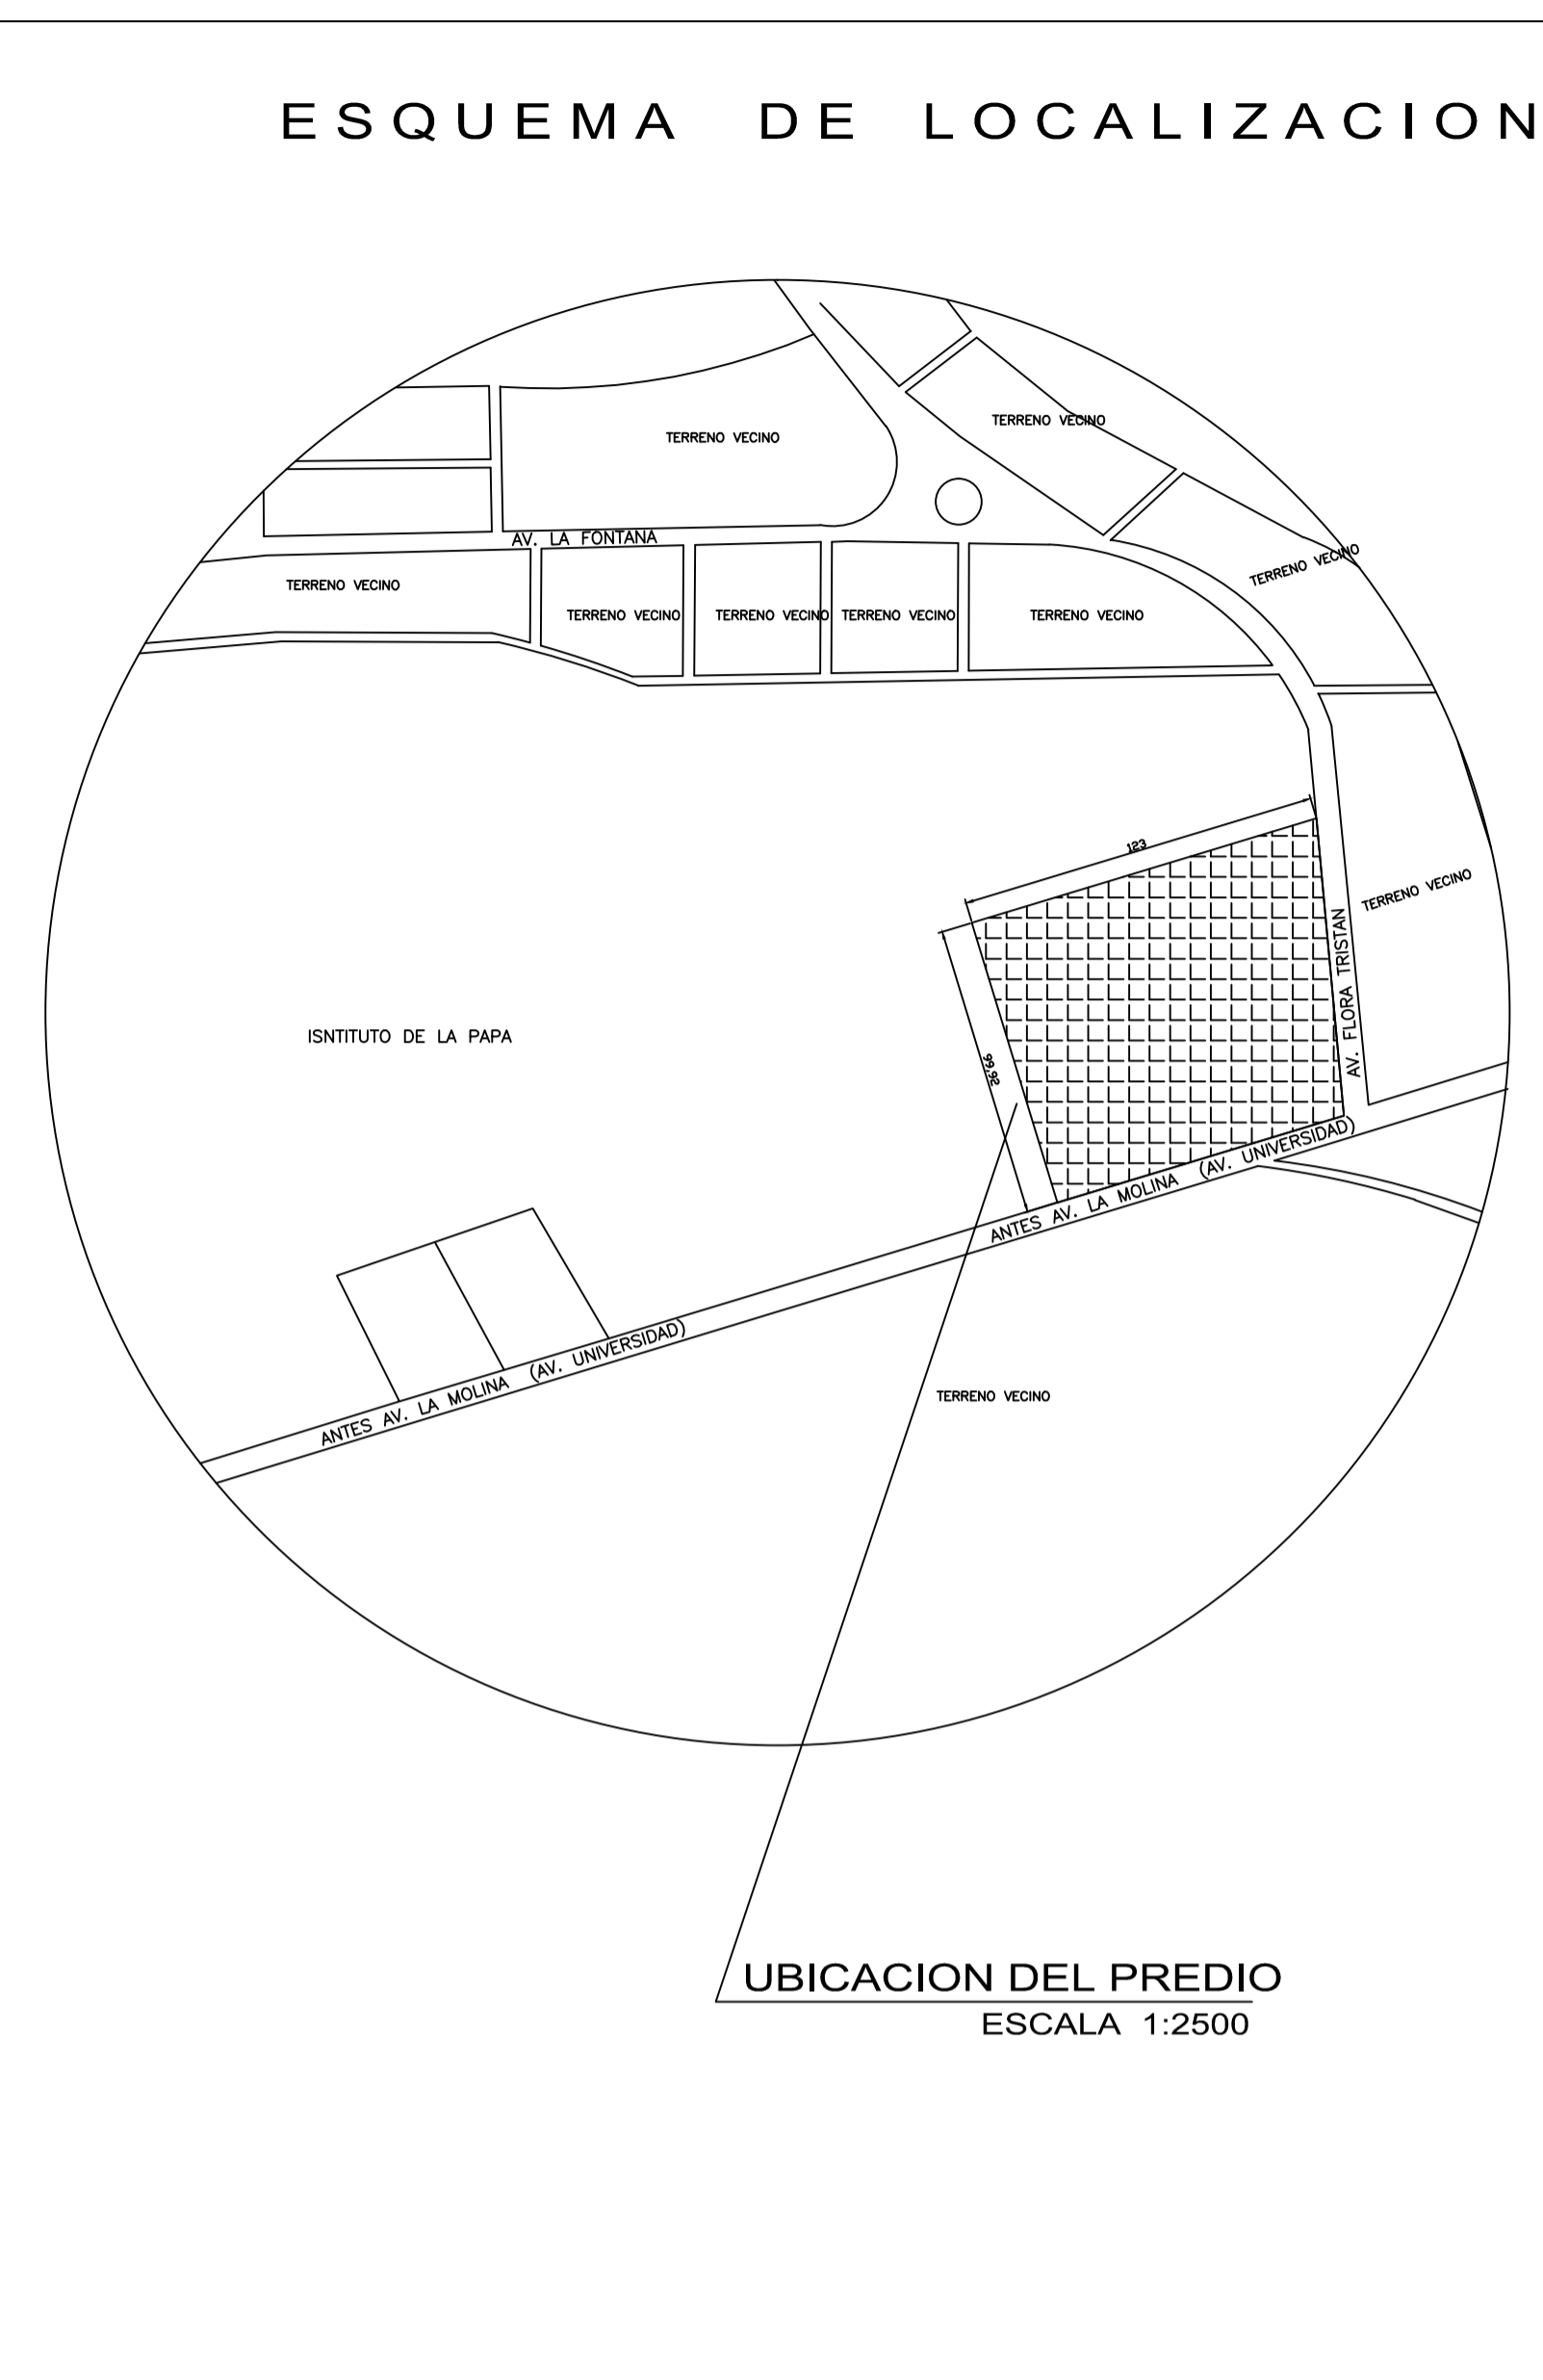 ESQUEMA DE LOCALIZACION
TERRENO VECINO
TERRENO VECINO
AV. LA FONTANA
TERRENO VECINO
TERRENO VECINO
TERRENO VECINO
TERRENO VECINO
TERRENO VECINO
TERRENO VECINO
123
TERRENO VECINO
AV. FLORA TRISTAN
ISNTITUTO DE LA PAPA
99,92
ANTES AV. LA MOLINA (AV. UNIVERSIDAD)
ANTES AV. LA MOLINA (AV. UNIVERSIDAD)
TERRENO VECINO
UBICACION DEL PREDIO
ESCALA 1:2500